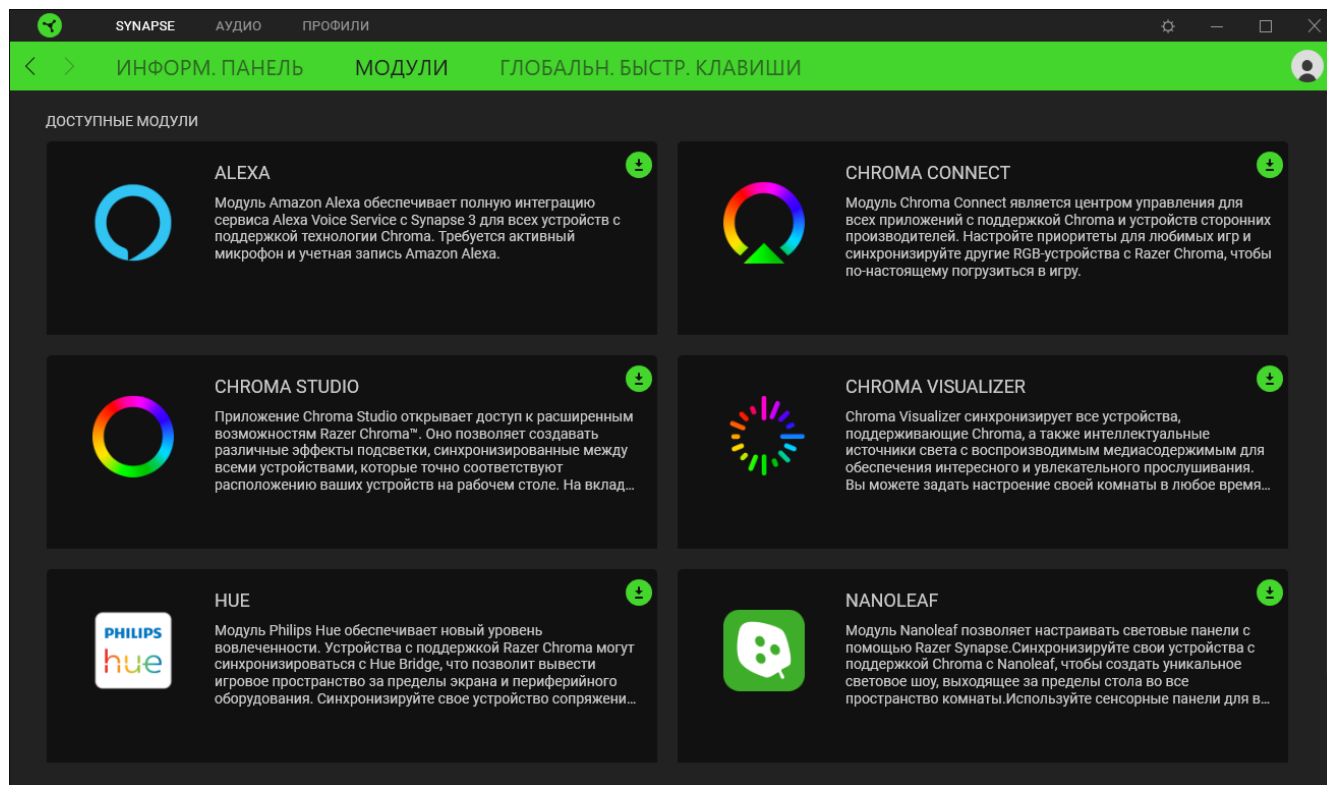 SYNAPSE АУДИО ПРОФИЛИ
ИНФОРМ. ПАНЕЛЬ МОДУЛИ ГЛОБАЛЬН. БЫСТР. КЛАВИШИ
ДОСТУПНЫЕ МОДУЛИ
ALEXA
Модуль Amazon Alexa обеспечивает полную интеграцию
сервиса Alexa Voice Service с Synapse 3 для всех устройств с
поддержкой технологии Chroma. Требуется активный
микрофон и учетная запись Amazon Alexa.
CHROMA CONNECT
Модуль Chroma Connect является центром управления для
всех приложений с поддержкой Chroma и устройств сторонних
производителей. Настройте приоритеты для любимых игр и
синхронизируйте другие RGB-устройства с Razer Chroma, чтобы
по-настоящему погрузиться в игру.
CHROMA STUDIO
Приложение Chroma Studio открывает доступ к расширенным
возможностям Razer Chroma™. Оно позволяет создавать
различные эффекты подсветки, синхронизированные между
всеми устройствами, которые точно соответствуют
расположению ваших устройств на рабочем столе. На вклад...
CHROMA VISUALIZER
Chroma Visualizer синхронизирует все устройства,
поддерживающие Chroma, а также интеллектуальные
источники света с воспроизводимым медиасодержимым для
обеспечения интересного и увлекательного прослушивания.
Вы можете задать настроение своей комнаты в любое время...
PHILIPS
hue
HUE
Модуль Philips Hue обеспечивает новый уровень
вовлеченности. Устройства с поддержкой Razer Chroma могут
синхронизироваться с Hue Bridge, что позволит вывести
игровое пространство за пределы экрана и периферийного
оборудования. Синхронизируйте свое устройство сопряжени...
NANOLEAF
Модуль Nanoleaf позволяет настраивать световые панели с
помощью Razer Synapse.Синхронизируйте свои устройства с
поддержкой Chroma с Nanoleaf, чтобы создать уникальное
световое шоу, выходящее за пределы стола во все
пространство комнаты.Используйте сенсорные панели для в...